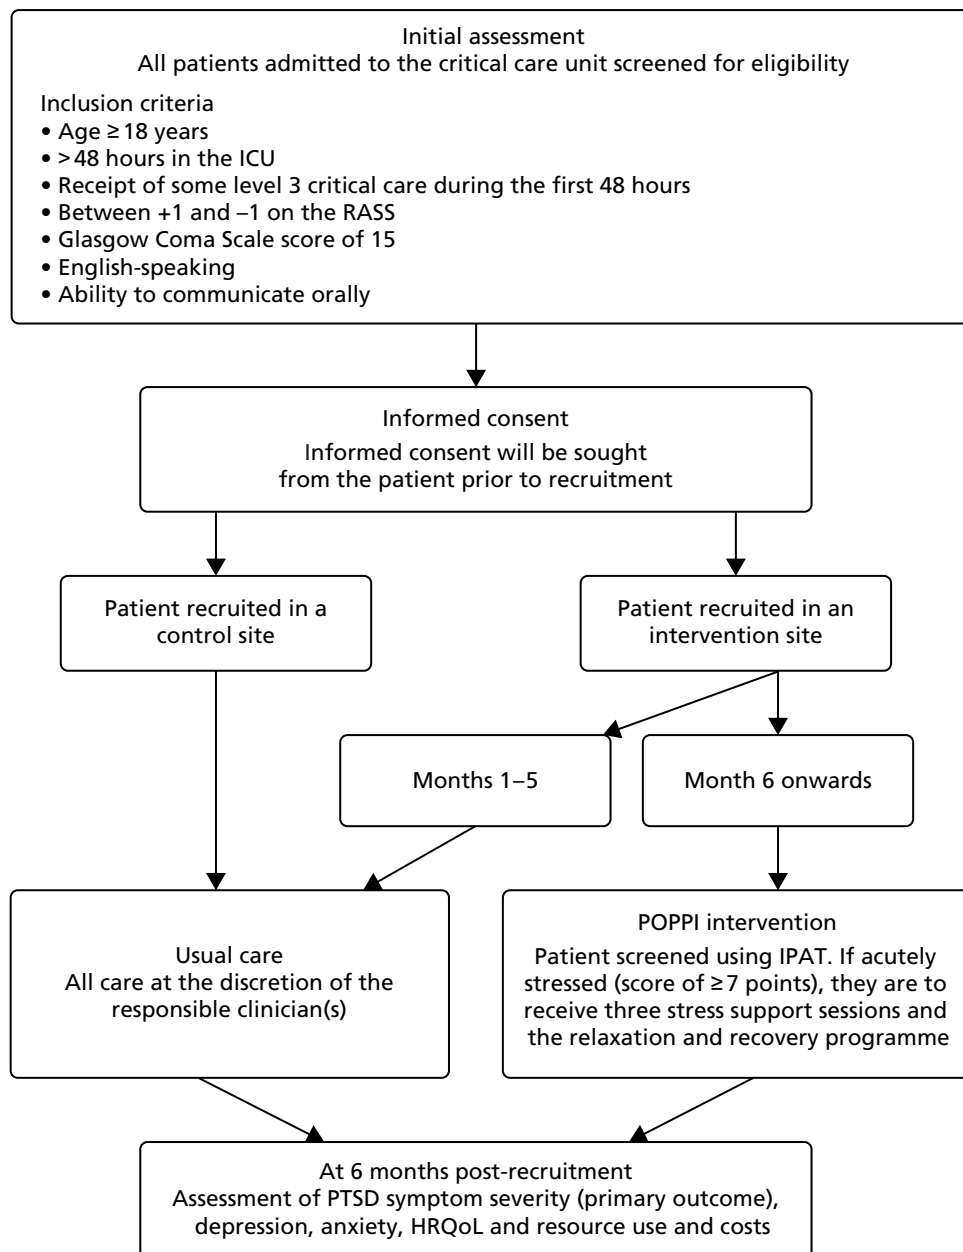 Initial assessment
All patients admitted to the critical care unit screened for eligibility
Inclusion criteria
• Age ≥ 18 years
• > 48 hours in the ICU
• Receipt of some level 3 critical care during the first 48 hours
• Between +1 and –1 on the RASS
• Glasgow Coma Scale score of 15
• English-speaking
• Ability to communicate orally
Informed consent
Informed consent will be sought
from the patient prior to recruitment
Patient recruited in a
control site
Patient recruited in an
intervention site
Months 1–5
Month 6 onwards
Usual care
All care at the discretion of the
responsible clinician(s)
POPPI intervention
Patient screened using IPAT. If acutely
stressed (score of ≥ 7 points), they are to
receive three stress support sessions and
the relaxation and recovery programme
At 6 months post-recruitment
Assessment of PTSD symptom severity (primary outcome),
depression, anxiety, HRQoL and resource use and costs